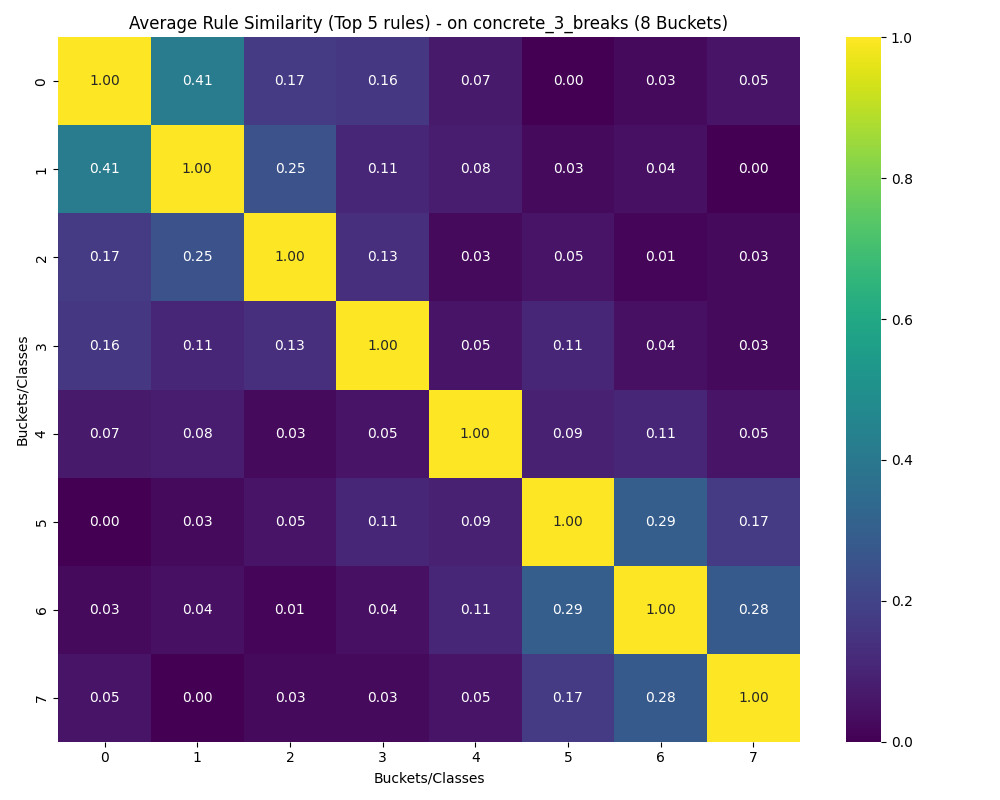 Average Rule Similarity (Top 5 rules) - on concrete_3_breaks (8 Buckets)
0 1.00 0.41 0.17 0.16 0.07 0.00 0.03 0.05
1 0.41 1.00 0.25 0.11 0.08 0.03 0.04 0.00
2 0.17 0.25 1.00 0.13 0.03 0.05 0.01 0.03
3 0.16 0.11 0.13 1.00 0.05 0.11 0.04 0.03
4 0.07 0.08 0.03 0.05 1.00 0.09 0.11 0.05
5 0.00 0.03 0.05 0.11 0.09 1.00 0.29 0.17
6 0.03 0.04 0.01 0.04 0.11 0.29 1.00 0.28
7 0.05 0.00 0.03 0.03 0.05 0.17 0.28 1.00
0 1 2 3 4 5 6 7
Buckets/Classes
Buckets/Classes
1.0
0.8
0.6
0.4
0.2
0.0